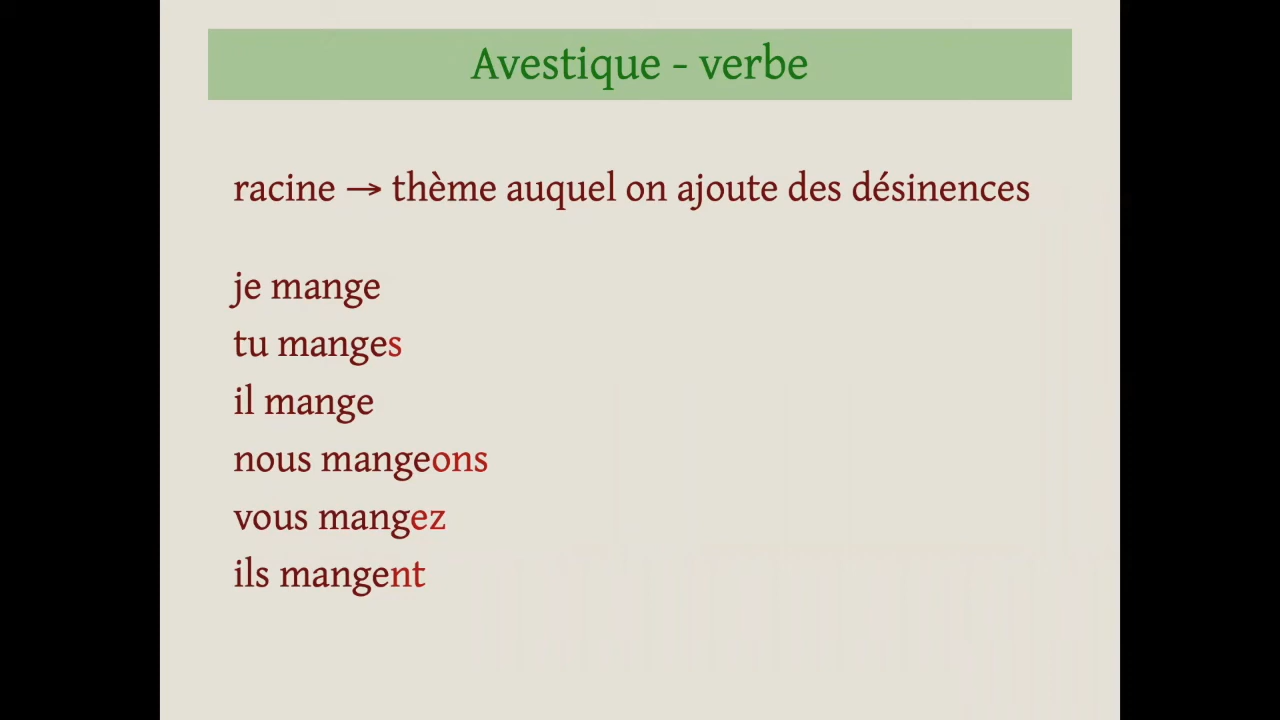 Avestique - verbe
racine → thème auquel on ajoute des désinences
je mange
tu manges
il mange
nous mangeons
vous mangez
ils mangent